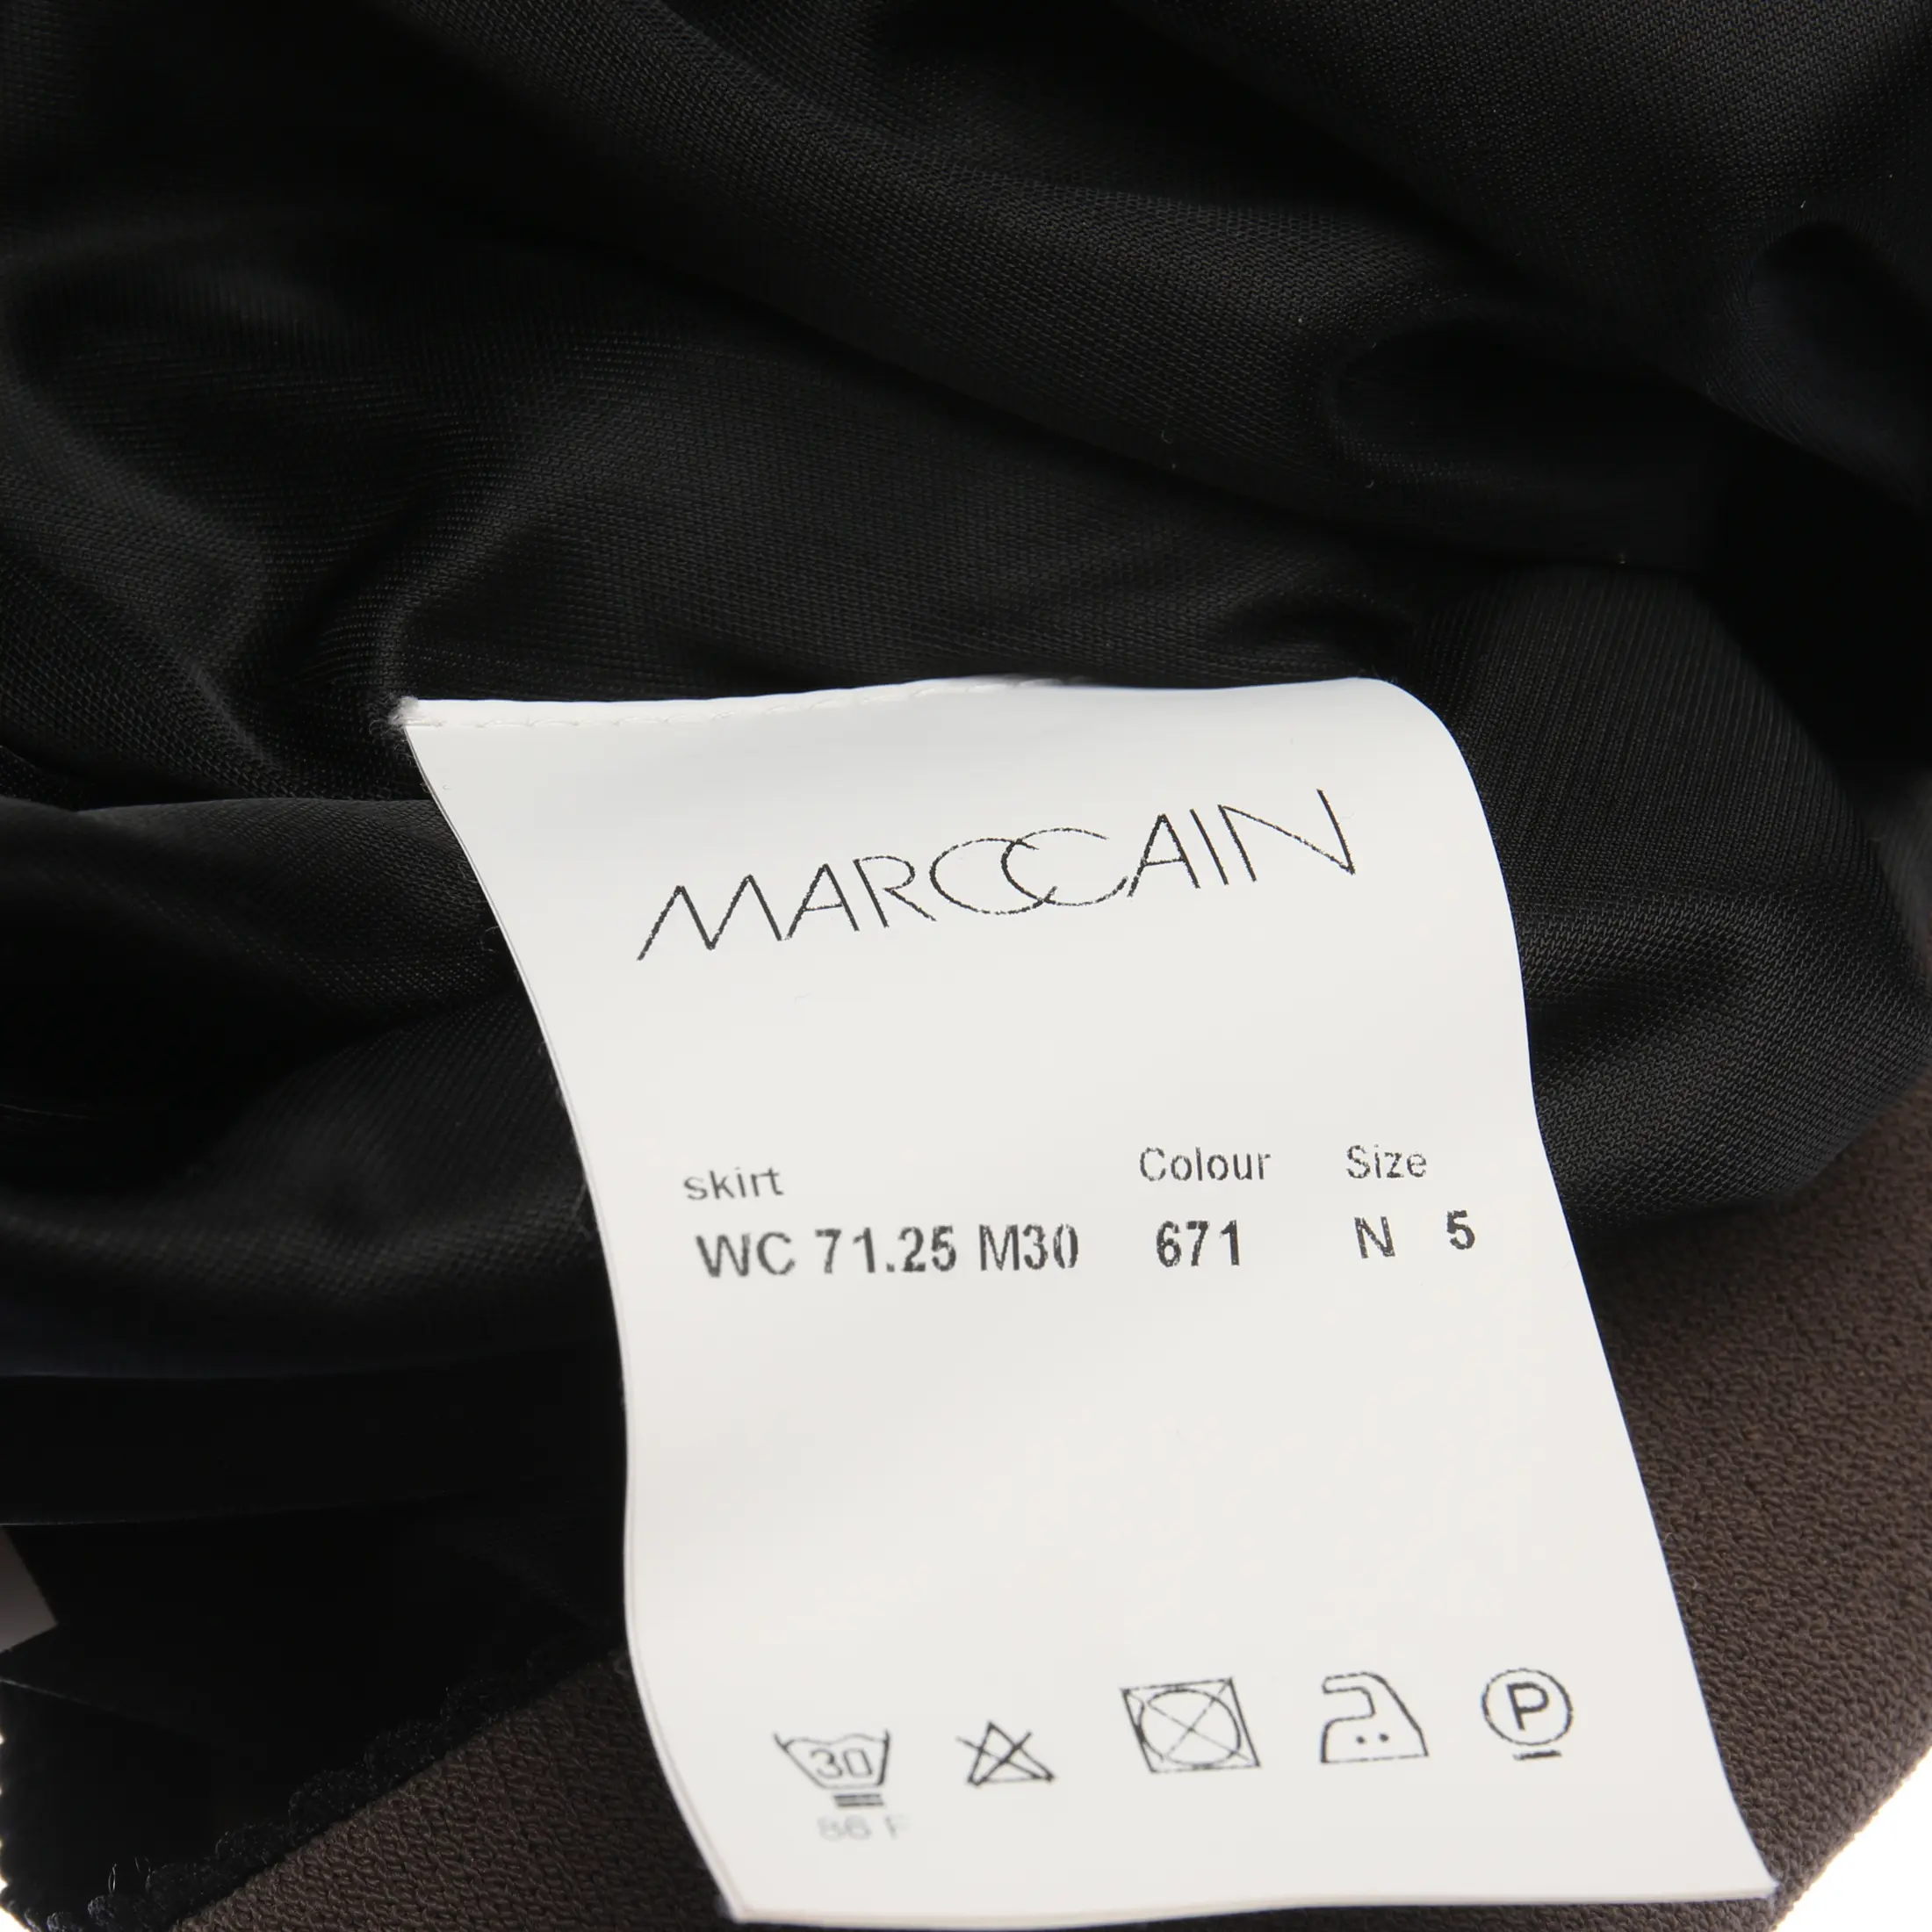 MARCCAIN
skirt Colour Size
WC 71.25 M30 671 N 5
30 P
86 F